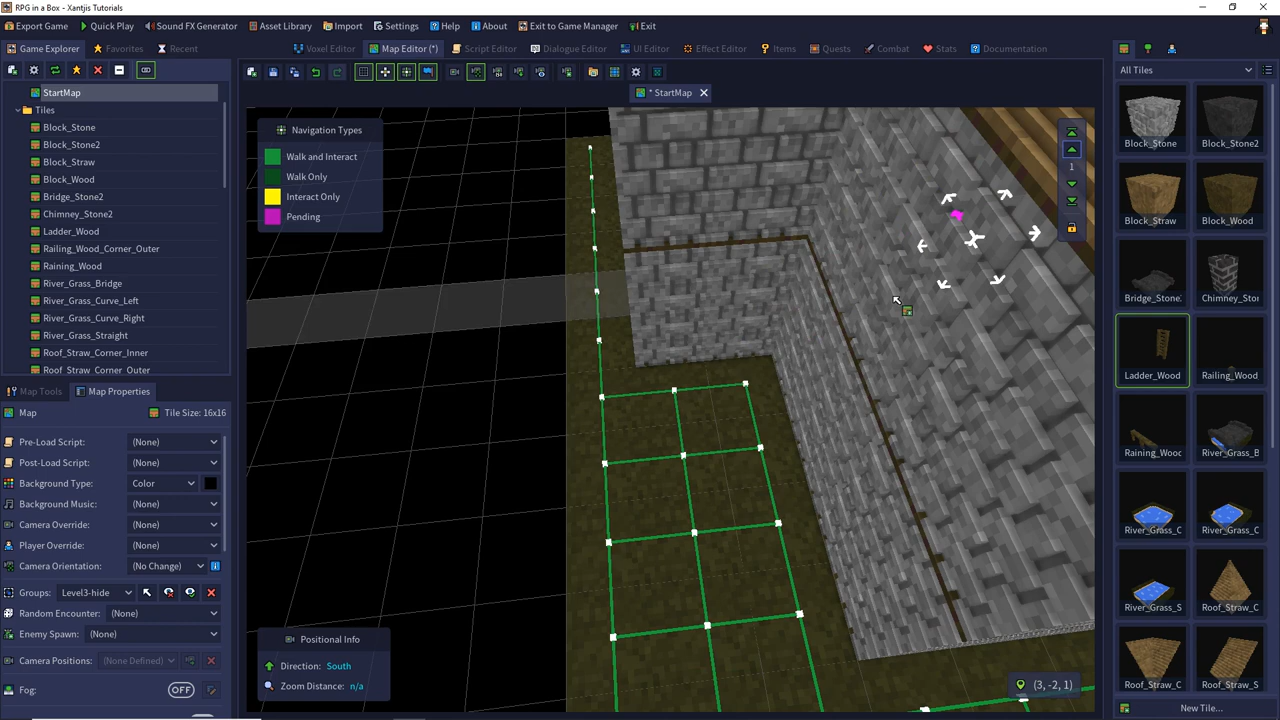 RPG in a Box - Xantjis Tutorials
Export Game
Quick Play
Sound FX Generator
Asset Library
Import
Settings
Help
About
Exit to Game Manager
Exit
Game Explorer
Favorites
Recent
Voxel Editor
Map Editor (*)
Script Editor
Dialogue Editor
UI Editor
Effect Editor
Items
Quests
Combat
Stats
Documentation
* StartMap
StartMap
Tiles
Block_Stone
Block_Stone2
Block_Straw
Block_Wood
Bridge_Stone2
Chimney_Stone2
Ladder_Wood
Railing_Wood_Corner_Outer
Raining_Wood
River_Grass_Bridge
River_Grass_Curve_Left
River_Grass_Curve_Right
River_Grass_Straight
Roof_Straw_Corner_Inner
Roof_Straw_Corner_Outer
Map Tools
Map Properties
Map
Tile Size: 16x16
Pre-Load Script: (None)
Post-Load Script: (None)
Background Type: Color
Background Music: (None)
Camera Override: (None)
Player Override: (None)
Camera Orientation: (No Change)
Groups: Level3-hide
Random Encounter: (None)
Enemy Spawn: (None)
Camera Positions: (None Defined)
Fog: OFF
Navigation Types
Walk and Interact
Walk Only
Interact Only
Pending
1
Positional Info
Direction: South
Zoom Distance: n/a
(3, -2, 1)
All Tiles
Block_Stone
Block_Stone2
Block_Straw
Block_Wood
Bridge_Stone
Chimney_Stor
Ladder_Wood
Railing_Wood
Raining_Wood
River_Grass_B
River_Grass_C
River_Grass_C
River_Grass_S
Roof_Straw_C
Roof_Straw_C
Roof_Straw_S
New Tile...